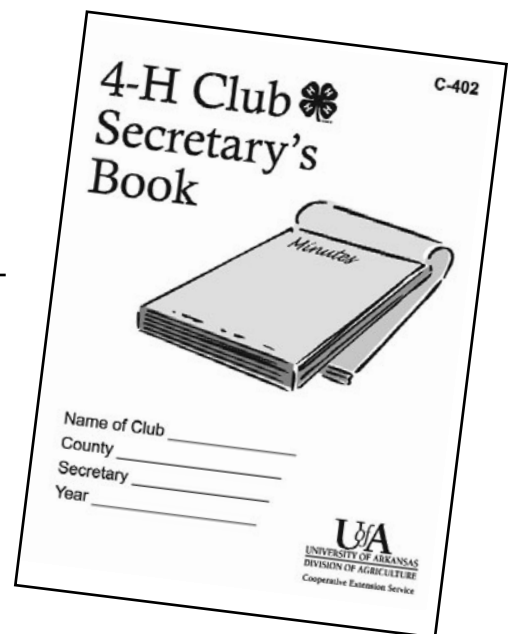 C-402
4-H Club
Secretary's
Book
H H
H H
Minutes
Name of Club
County
Secretary
Year
UofA
UNIVERSITY OF ARKANSAS
DIVISION OF AGRICULTURE
Cooperative Extension Service